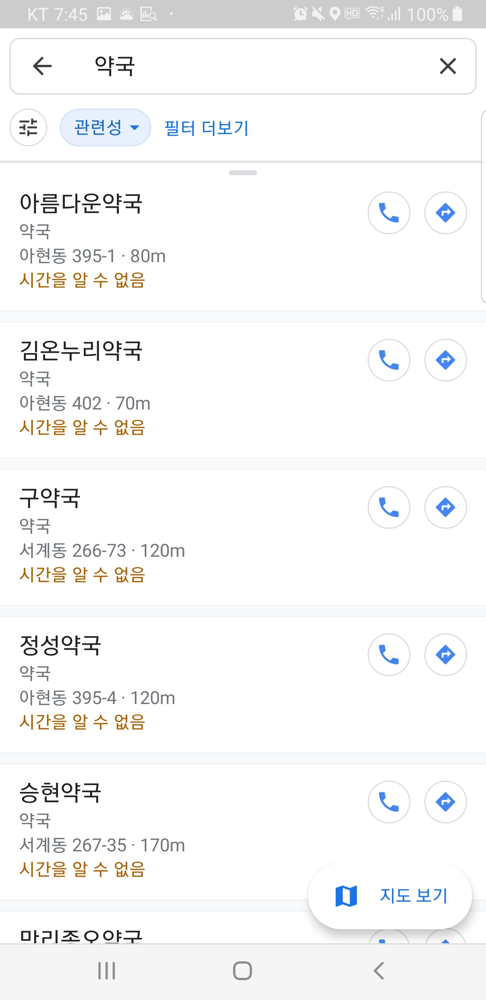 KT 7:45 HD G 100%
약국
관련성 필터 더보기
아름다운약국
약국
아현동 395-1 · 80m
시간을 알 수 없음
김온누리약국
약국
아현동 402 · 70m
시간을 알 수 없음
구약국
약국
서계동 266-73 · 120m
시간을 알 수 없음
정성약국
약국
아현동 395-4 · 120m
시간을 알 수 없음
승현약국
약국
서계동 267-35 · 170m
시간을 알 수 없음
지도 보기